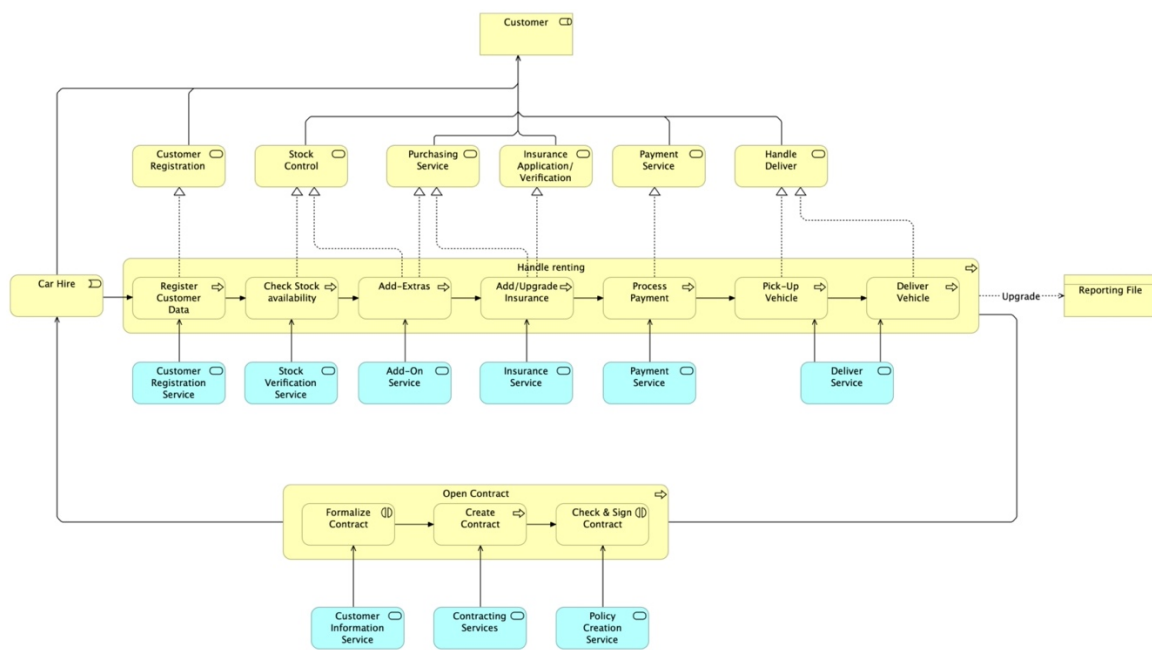 Customer
Customer
Registration
Stock
Control
Purchasing
Service
Insurance
Application/
Verification
Payment
Service
Handle
Deliver
Handle renting
Car Hire
Register
Customer
Data
Check Stock
availability
Add-Extras
Add/Upgrade
Insurance
Process
Payment
Pick-Up
Vehicle
Deliver
Vehicle
Upgrade
Reporting File
Customer
Registration
Service
Stock
Verification
Service
Add-On
Service
Insurance
Service
Payment
Service
Deliver
Service
Open Contract
Formalize
Contract
Create
Contract
Check & Sign
Contract
Customer
Information
Service
Contracting
Services
Policy
Creation
Service